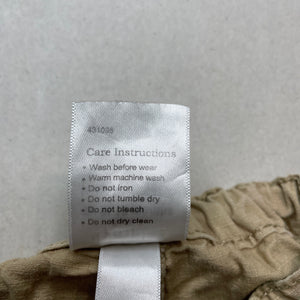 Care Instructions
• Wash before wear
• Warm machine wash
• Do not iron
• Do not tumble dry
• Do not bleach
• Do not dry clean